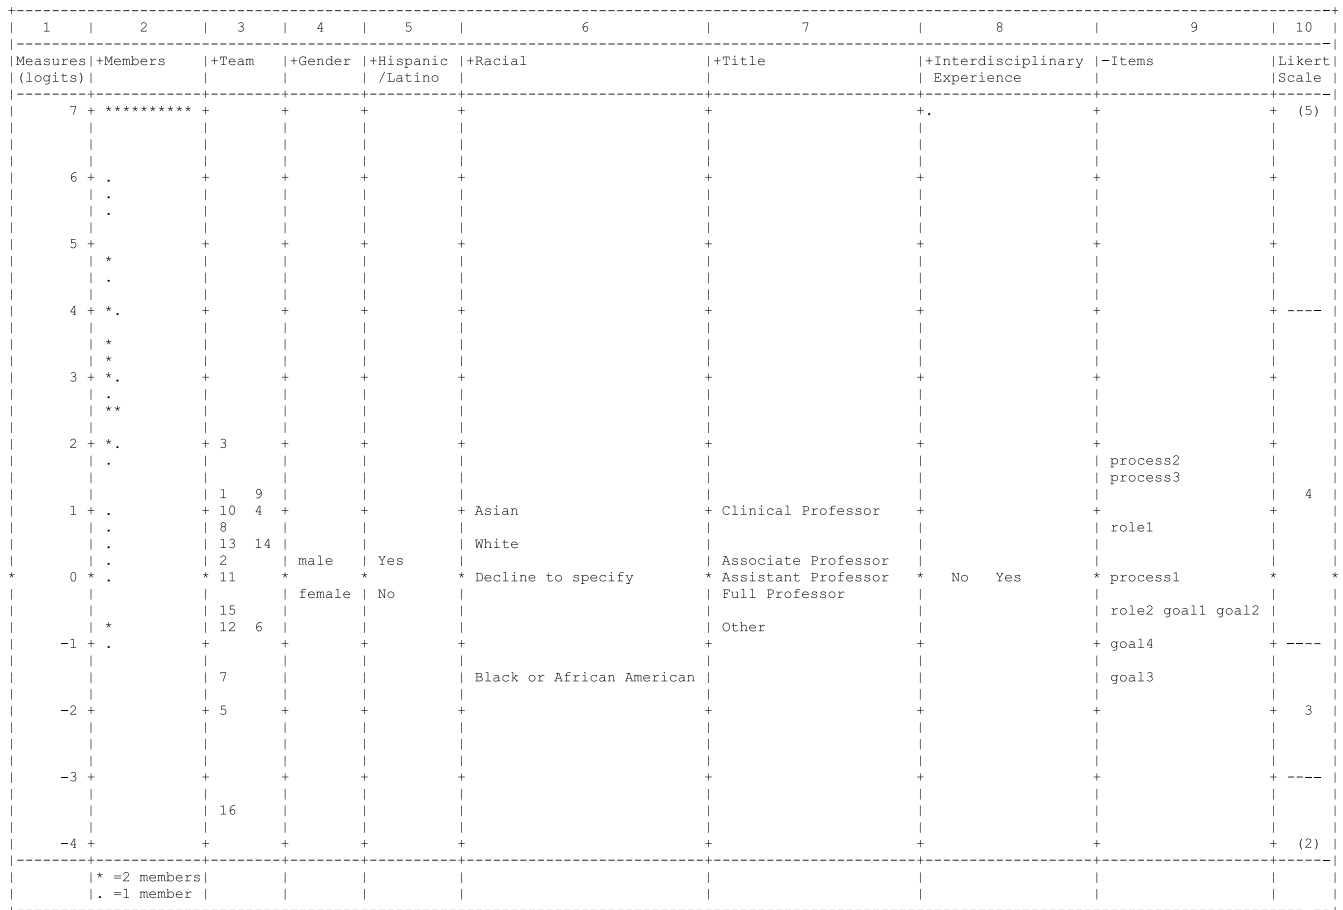 1 2 3 4 5 6 7 8 9 10
Measures +Members +Team +Gender +Hispanic +Racial +Title +Interdisciplinary -Items Likert
(logits) /Latino Experience Scale
7 + ********** + + + + + +. + + (5)
6 + . + + + + + + + +
.
.
5 + + + + + + + + +
*
.
4 + *. + + + + + + + + ----
*
*
3 + *. + + + + + + + +
.
**
2 + *. + 3 + + + + + + +
. process2
process3
1 9 4
1 + . + 10 4 + + + Asian + Clinical Professor + + +
. 8 role1
. 13 14 White
. 2 male Yes Associate Professor
* 0 * . * 11 * * * Decline to specify * Assistant Professor * No Yes * process1 * *
female No Full Professor
15 role2 goal1 goal2
* 12 6 Other
-1 + . + + + + + + + goal4 + ----
7 Black or African American goal3
-2 + + 5 + + + + + + + 3
-3 + + + + + + + + + ----
16
-4 + + + + + + + + + (2)
* =2 members
. =1 member